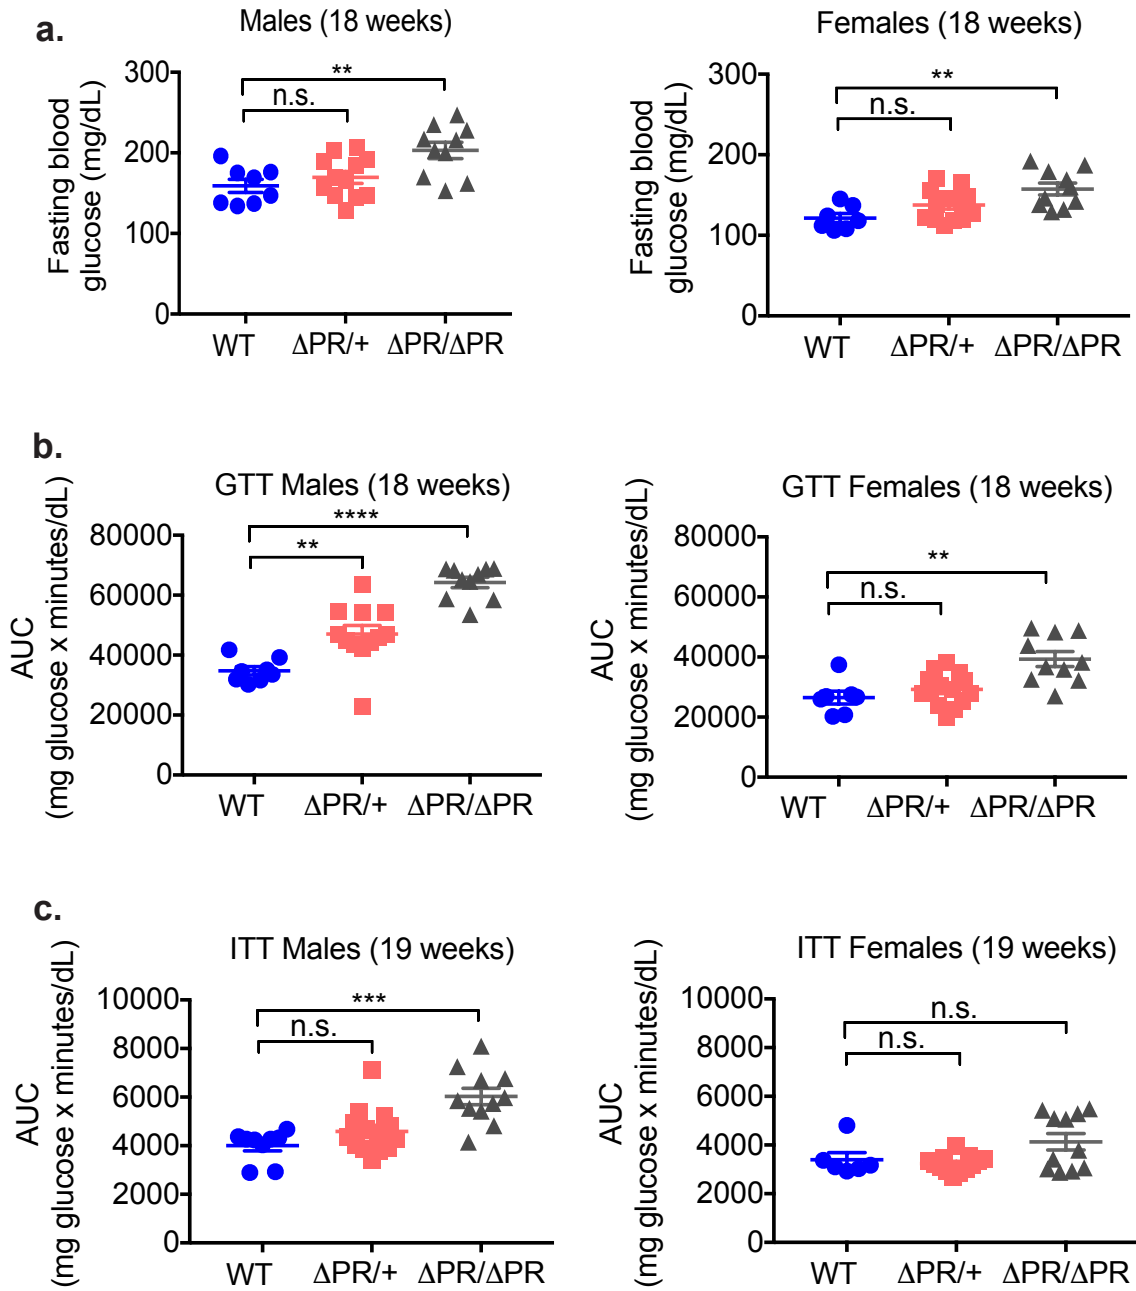 a.
Males (18 weeks)
Fasting blood
glucose (mg/dL)
300
200
100
0
**
n.s.
WT
ΔPR/+
ΔPR/ΔPR
Females (18 weeks)
Fasting blood
glucose (mg/dL)
300
200
100
0
**
n.s.
WT
ΔPR/+
ΔPR/ΔPR
b.
GTT Males (18 weeks)
AUC
(mg glucose x minutes/dL)
80000
60000
40000
20000
0
****
**
WT
ΔPR/+
ΔPR/ΔPR
GTT Females (18 weeks)
AUC
(mg glucose x minutes/dL)
80000
60000
40000
20000
0
**
n.s.
WT
ΔPR/+
ΔPR/ΔPR
c.
ITT Males (19 weeks)
AUC
(mg glucose x minutes/dL)
10000
8000
6000
4000
2000
0
***
n.s.
WT
ΔPR/+
ΔPR/ΔPR
ITT Females (19 weeks)
AUC
(mg glucose x minutes/dL)
10000
8000
6000
4000
2000
0
n.s.
n.s.
WT
ΔPR/+
ΔPR/ΔPR